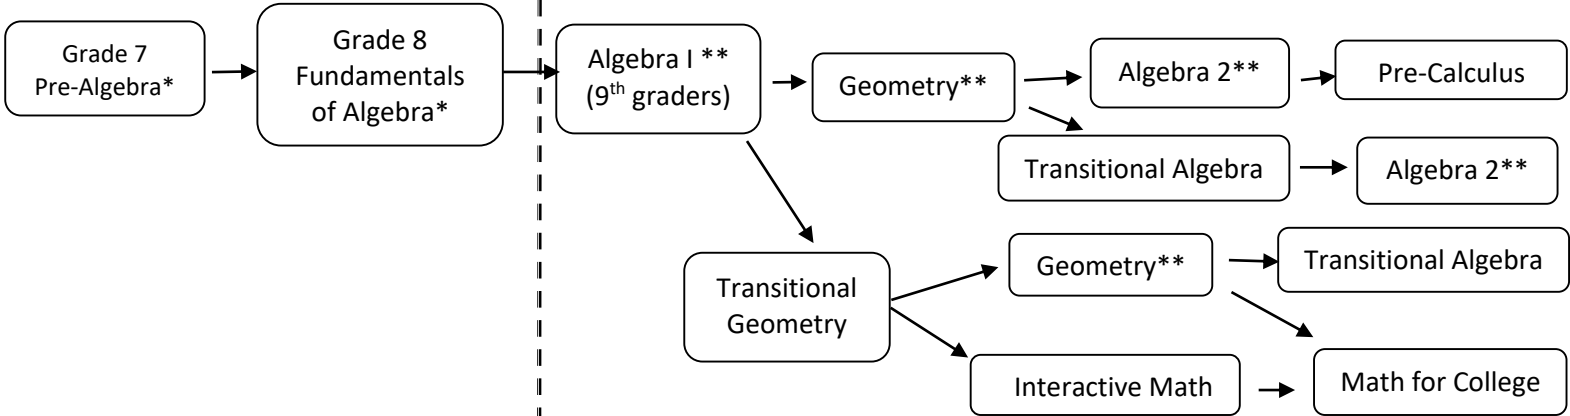 Grade 7
Pre-Algebra*
Grade 8
Fundamentals
of Algebra*
Algebra I **
(9th graders)
Geometry**
Algebra 2**
Pre-Calculus
Transitional Algebra
Algebra 2**
Transitional
Geometry
Geometry**
Transitional Algebra
Interactive Math
Math for College